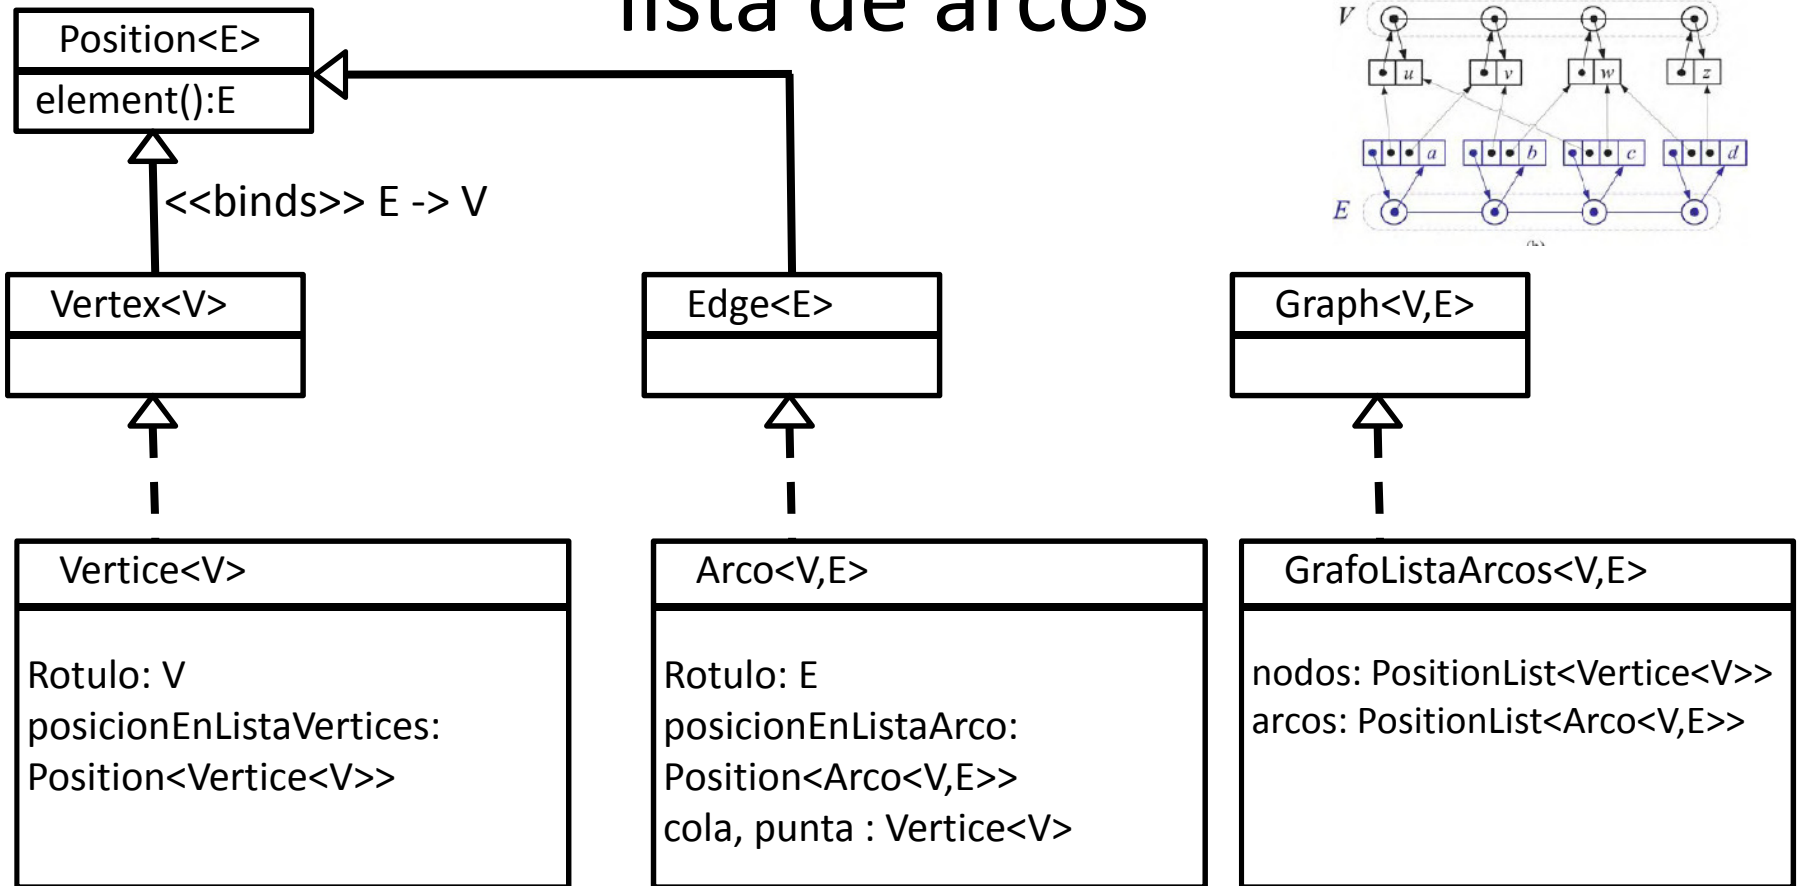 lista de arcos
Position<E>
element():E
<<binds>> E -> V
V
u v w z
a b c d
E
Vertex<V>
Edge<E>
Graph<V,E>
Vertice<V>
Rotulo: V
posicionEnListaVertices:
Position<Vertice<V>>
Arco<V,E>
Rotulo: E
posicionEnListaArco:
Position<Arco<V,E>>
cola, punta : Vertice<V>
GrafoListaArcos<V,E>
nodos: PositionList<Vertice<V>>
arcos: PositionList<Arco<V,E>>